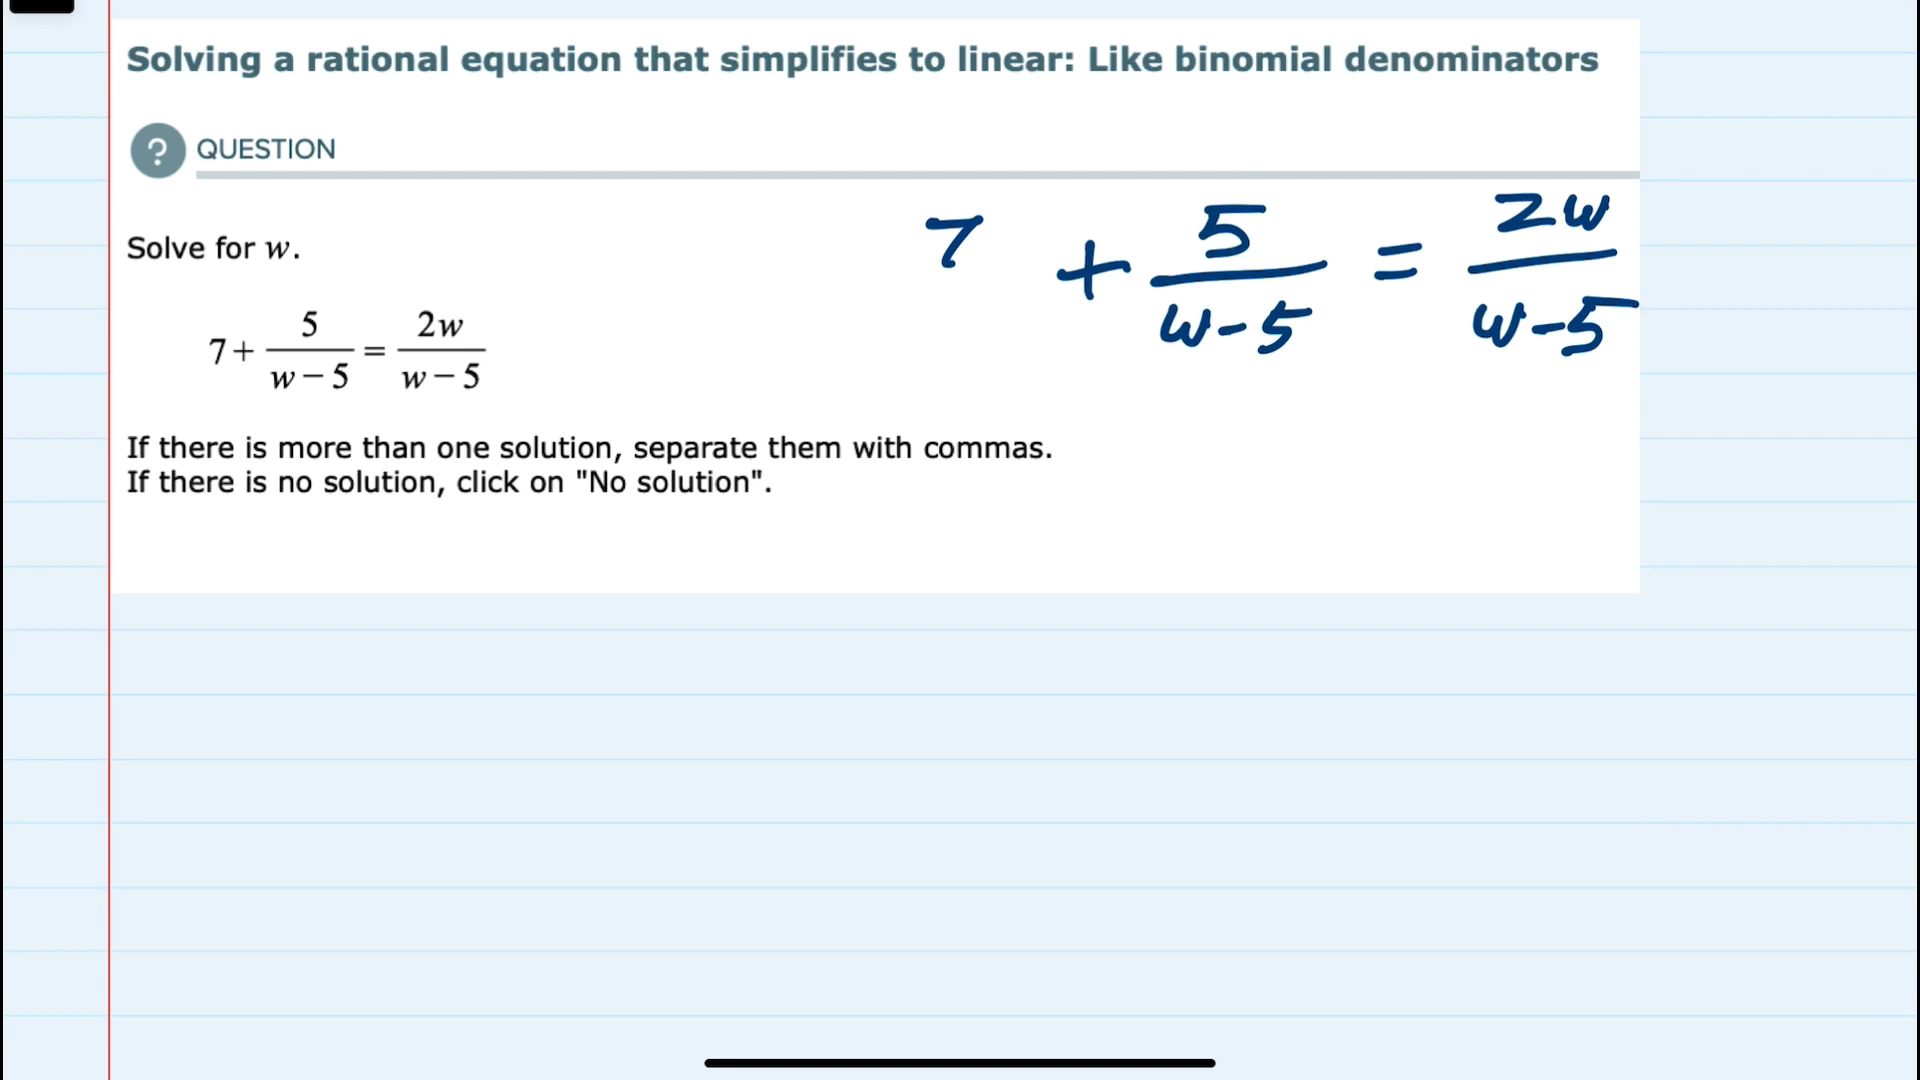 Solving a rational equation that simplifies to linear: Like binomial denominators
? QUESTION
Solve for w.
7 + 5/(w − 5) = 2w/(w − 5)
7 + 5/(w − 5) = 2w/(w − 5)
If there is more than one solution, separate them with commas.
If there is no solution, click on "No solution".